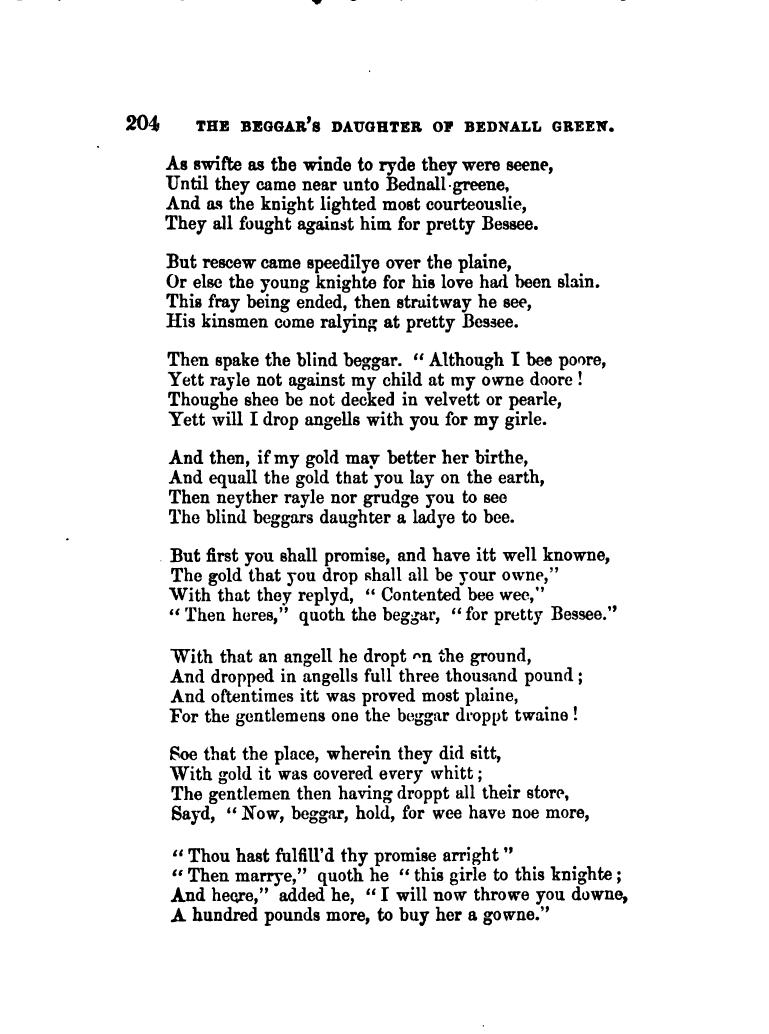 204 THE BEGGAR'S DAUGHTER OF BEDNALL GREEN.
As swifte as the winde to ryde they were seene,
Until they came near unto Bednall-greene,
And as the knight lighted most courteouslie,
They all fought against him for pretty Bessee.
But rescew came speedilye over the plaine,
Or else the young knighte for his love had been slain.
This fray being ended, then straitway he see,
His kinsmen come ralying at pretty Bessee.
Then spake the blind beggar. “ Although I bee poore,
Yett rayle not against my child at my owne doore !
Thoughe shee be not decked in velvett or pearle,
Yett will I drop angells with you for my girle.
And then, if my gold may better her birthe,
And equall the gold that you lay on the earth,
Then neyther rayle nor grudge you to see
The blind beggars daughter a ladye to bee.
But first you shall promise, and have itt well knowne,
The gold that you drop shall all be your owne,”
With that they replyd, “ Contented bee wee,”
“ Then heres,” quoth the beggar, “ for pretty Bessee.”
With that an angell he dropt on the ground,
And dropped in angells full three thousand pound ;
And oftentimes itt was proved most plaine,
For the gentlemens one the beggar droppt twaine !
Soe that the place, wherein they did sitt,
With gold it was covered every whitt ;
The gentlemen then having droppt all their store,
Sayd, “ Now, beggar, hold, for wee have noe more,
“ Thou hast fulfill'd thy promise arright ”
“ Then marrye,” quoth he “ this girle to this knighte ;
And heere,” added he, “ I will now throwe you downe,
A hundred pounds more, to buy her a gowne.”